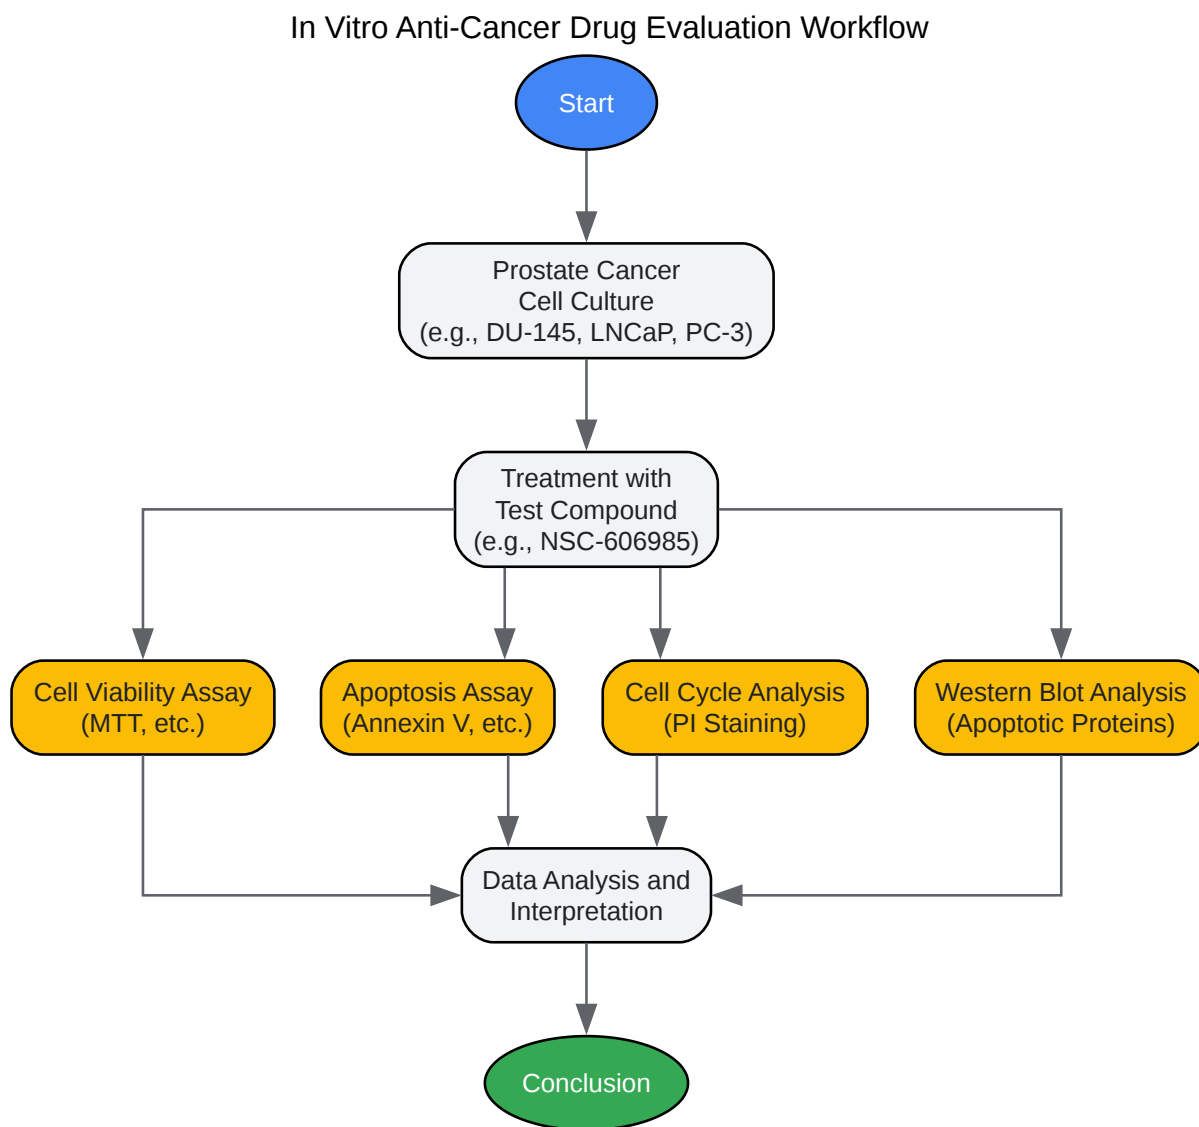 In Vitro Anti-Cancer Drug Evaluation Workflow
Start
Prostate Cancer
Cell Culture
(e.g., DU-145, LNCaP, PC-3)
Treatment with
Test Compound
(e.g., NSC-606985)
Cell Viability Assay
(MTT, etc.)
Apoptosis Assay
(Annexin V, etc.)
Cell Cycle Analysis
(PI Staining)
Western Blot Analysis
(Apoptotic Proteins)
Data Analysis and
Interpretation
Conclusion